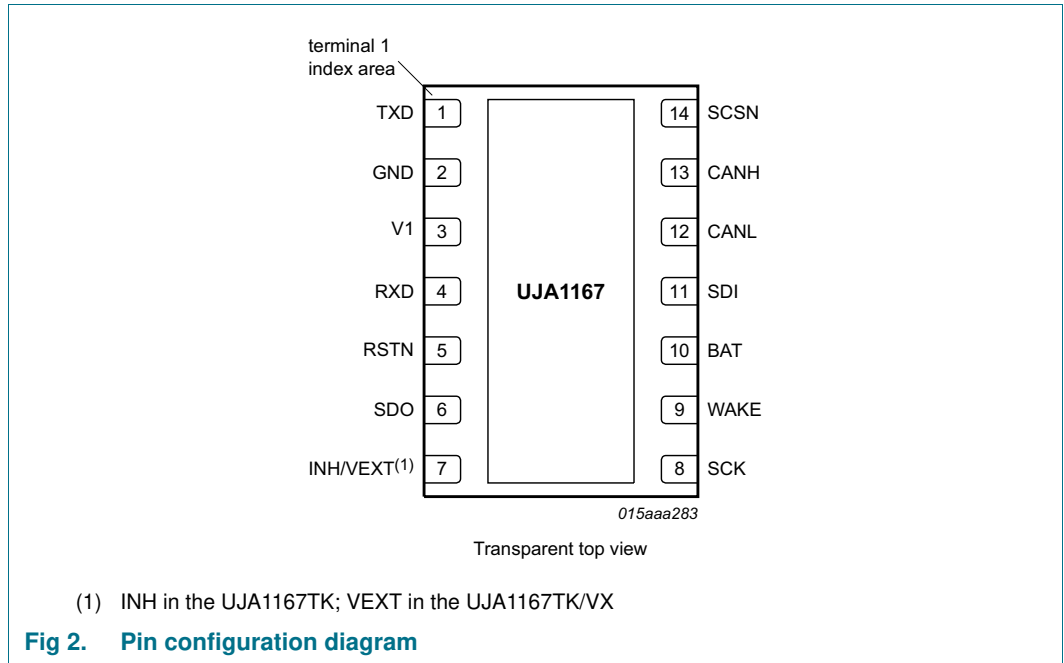 terminal 1
index area
TXD 1
GND 2
V1 3
RXD 4
RSTN 5
SDO 6
INH/VEXT(1) 7
UJA1167
14 SCSN
13 CANH
12 CANL
11 SDI
10 BAT
9 WAKE
8 SCK
015aaa283
Transparent top view
(1) INH in the UJA1167TK; VEXT in the UJA1167TK/VX
Fig 2. Pin configuration diagram